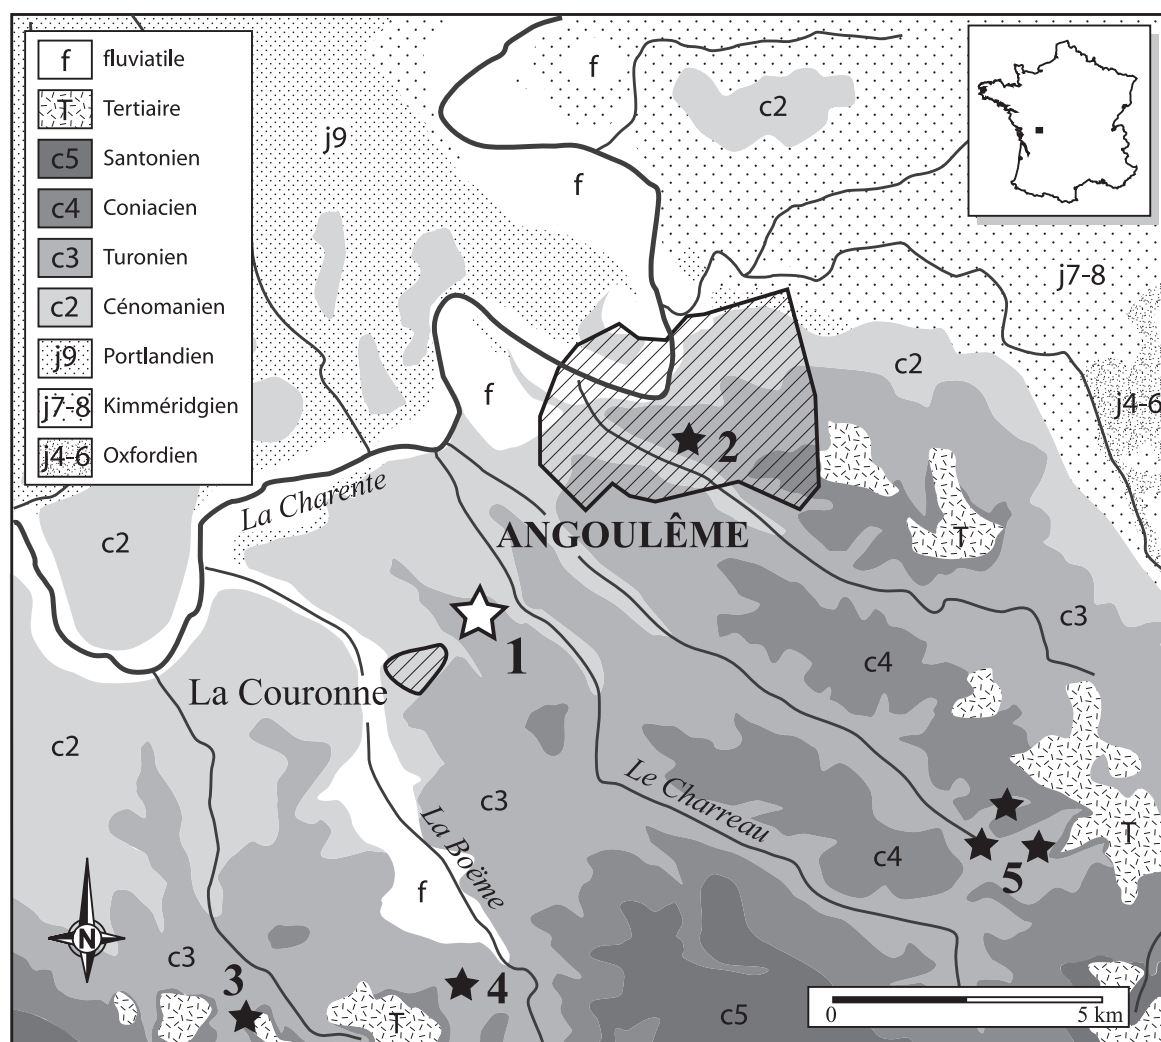 f fluviatile
T Tertiaire
c5 Santonien
c4 Coniacien
c3 Turonien
c2 Cénomanien
j9 Portlandien
j7-8 Kimméridgien
j4-6 Oxfordien
f
c2
j9
f
j7-8
c2
f
j4-6
2
La Charente
c2
ANGOULÊME
T
c3
1
c4
La Couronne
c2
Le Charreau
c3
La Boëme
T
c4
5
f
N
c3
3
4
T
c5
0 5 km